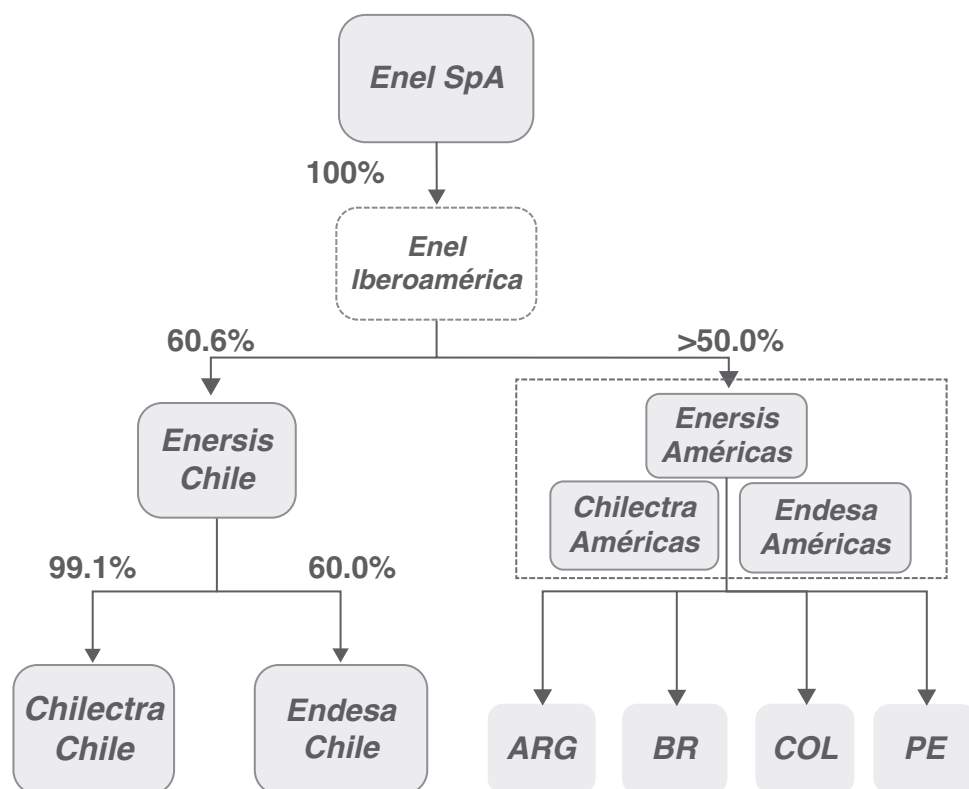 Enel SpA
100%
Enel
Iberoamérica
60.6%
>50.0%
Enersis
Chile
Enersis
Américas
Chilectra
Américas
Endesa
Américas
99.1%
60.0%
Chilectra
Chile
Endesa
Chile
ARG
BR
COL
PE